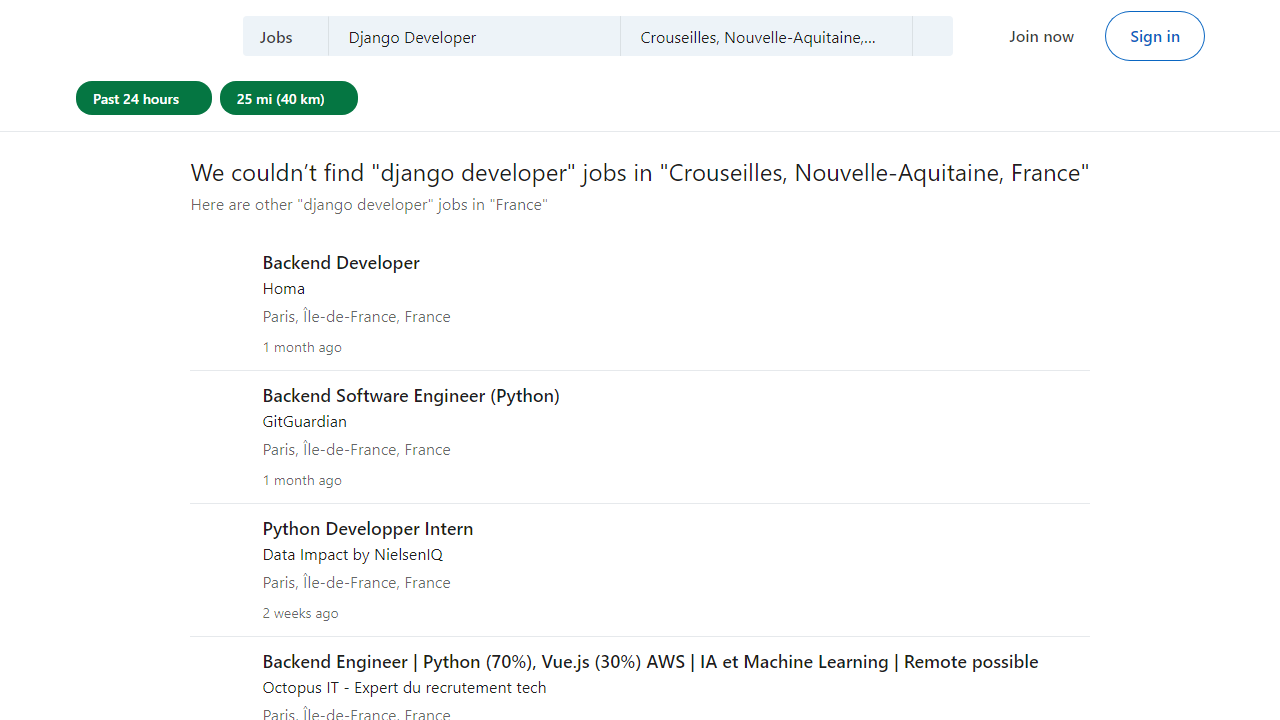 Jobs
Django Developer
Crouseilles, Nouvelle-Aquitaine,...
Join now
Sign in
Past 24 hours
25 mi (40 km)
We couldn’t find "django developer" jobs in "Crouseilles, Nouvelle-Aquitaine, France"
Here are other "django developer" jobs in "France"
Backend Developer
Homa
Paris, Île-de-France, France
1 month ago
Backend Software Engineer (Python)
GitGuardian
Paris, Île-de-France, France
1 month ago
Python Developper Intern
Data Impact by NielsenIQ
Paris, Île-de-France, France
2 weeks ago
Backend Engineer | Python (70%), Vue.js (30%) AWS | IA et Machine Learning | Remote possible
Octopus IT - Expert du recrutement tech
Paris, Île-de-France, France